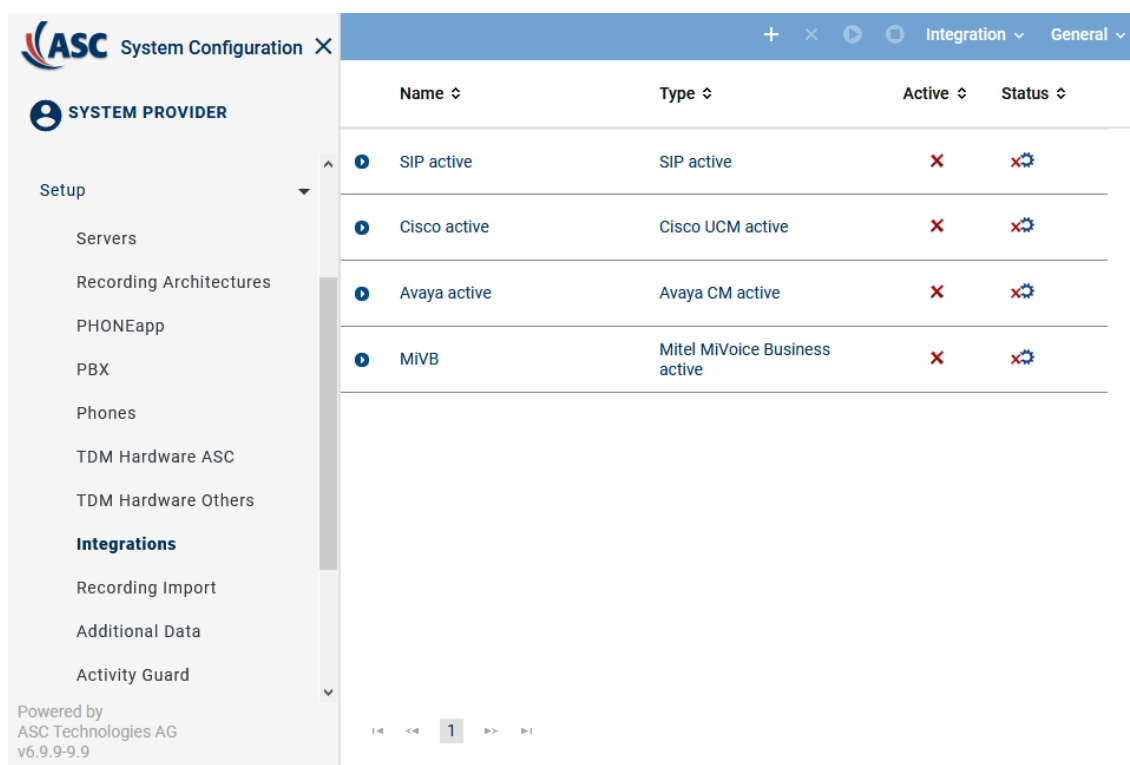 ASC System Configuration
SYSTEM PROVIDER
Setup
Servers
Recording Architectures
PHONEapp
PBX
Phones
TDM Hardware ASC
TDM Hardware Others
Integrations
Recording Import
Additional Data
Activity Guard
Powered by
ASC Technologies AG
v6.9.9-9.9
Integration General
Name Type Active Status
SIP active SIP active
Cisco active Cisco UCM active
Avaya active Avaya CM active
MiVB Mitel MiVoice Business
active
1